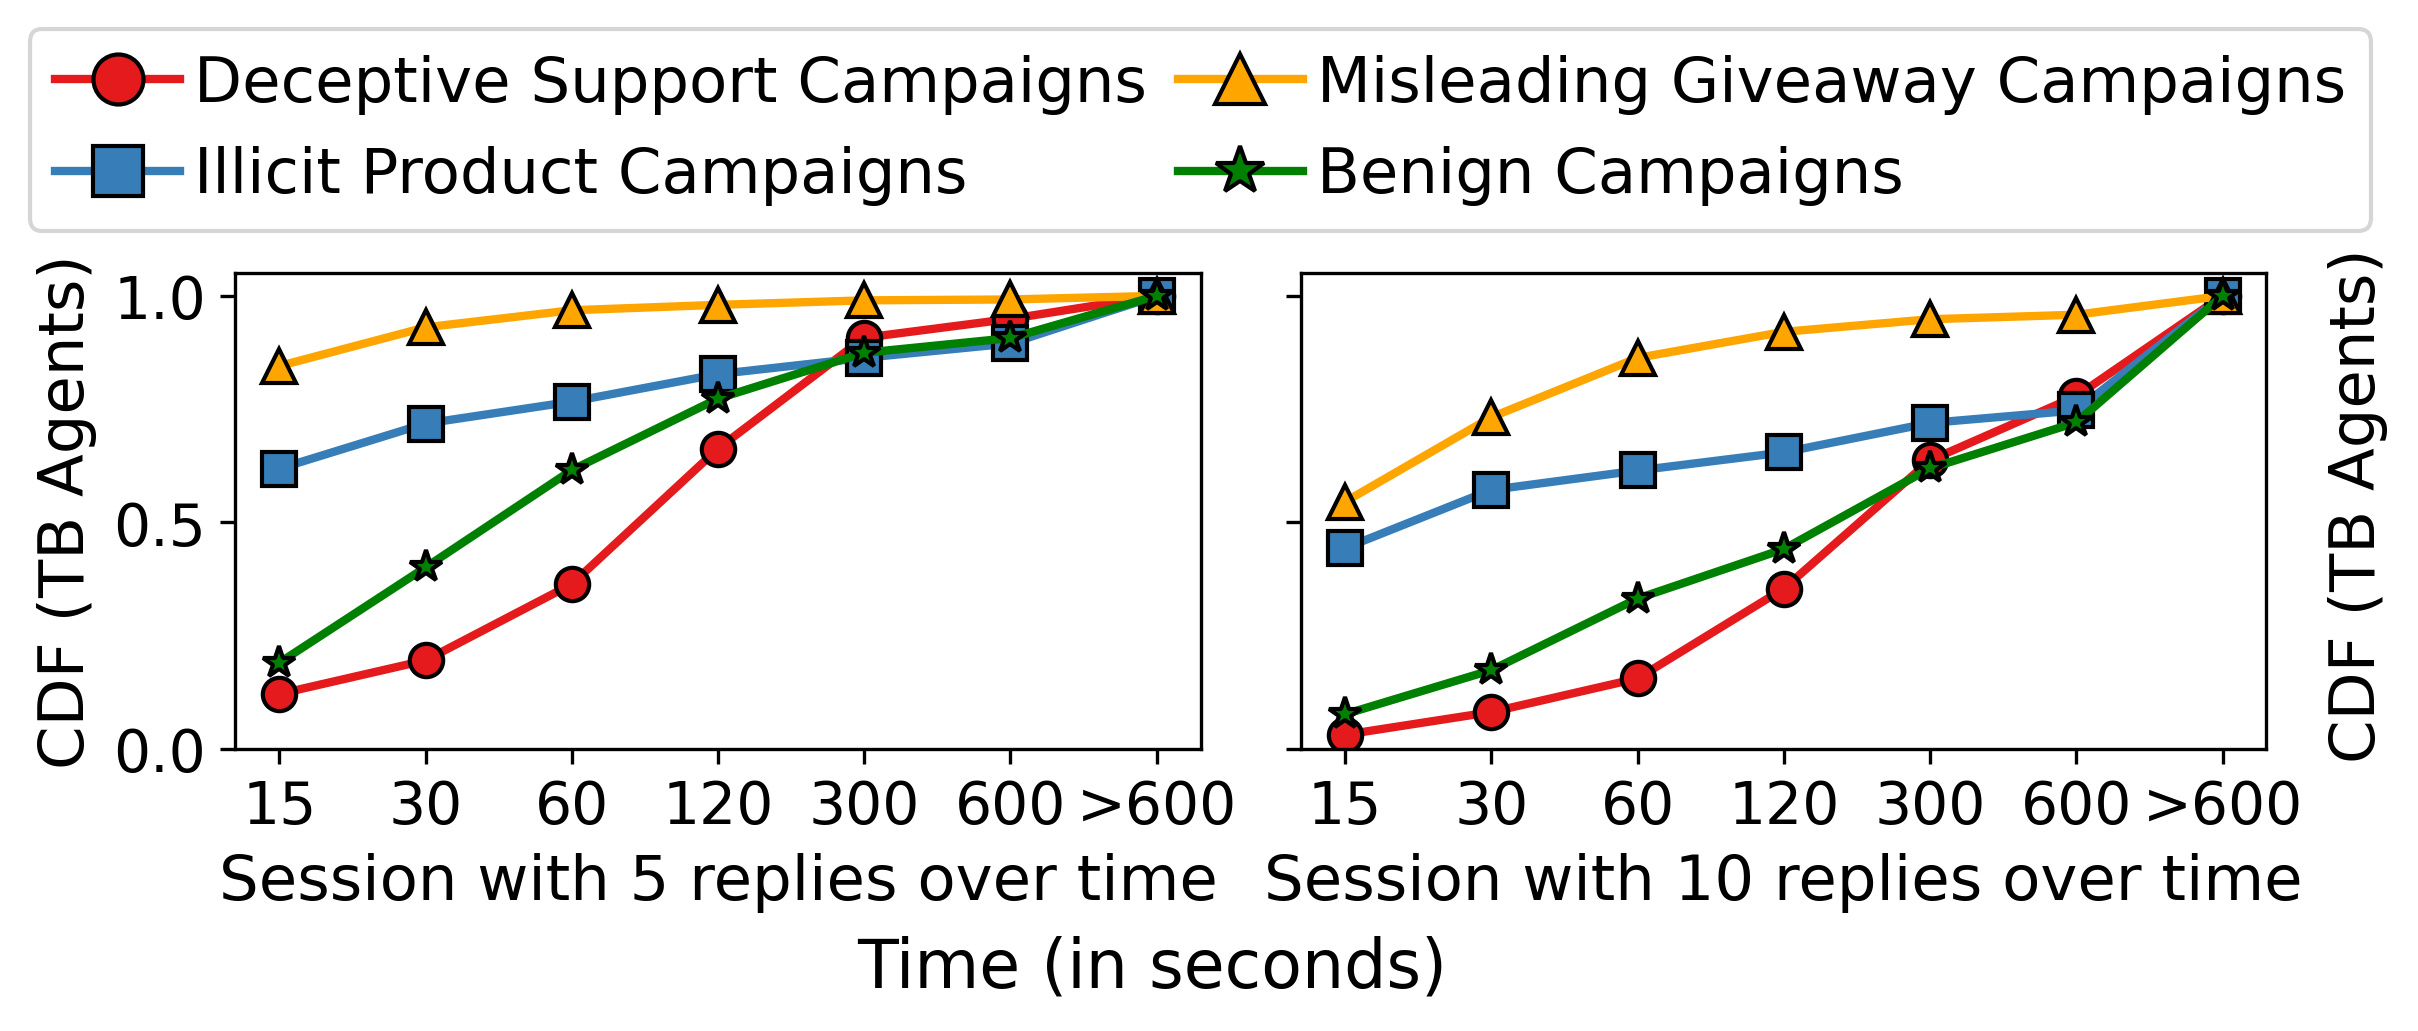 Deceptive Support Campaigns
Misleading Giveaway Campaigns
Illicit Product Campaigns
Benign Campaigns
CDF (TB Agents)
1.0
0.5
0.0
15 30 60 120 300 600 >600
Session with 5 replies over time
15 30 60 120 300 600 >600
Session with 10 replies over time
CDF (TB Agents)
Time (in seconds)